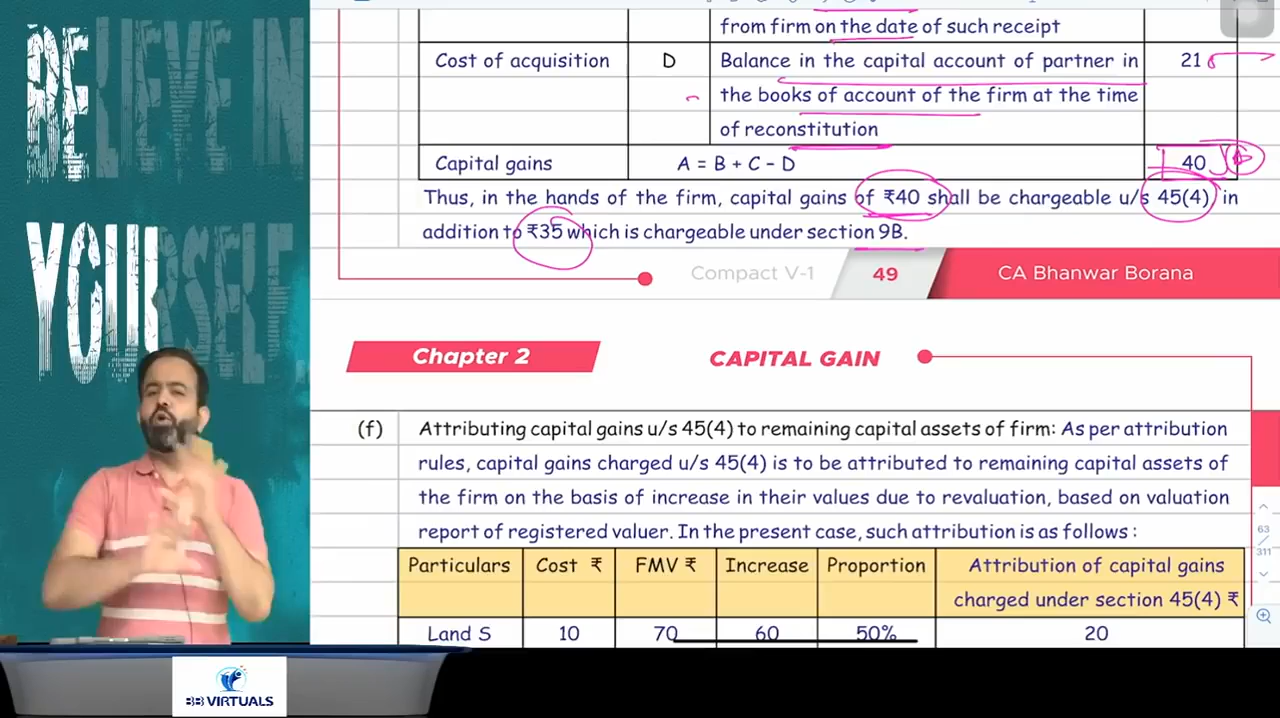 BELIEVE IN
YOURSELF.
from firm on the date of such receipt
Cost of acquisition D Balance in the capital account of partner in 21
the books of account of the firm at the time
of reconstitution
Capital gains A = B + C – D 40
Thus, in the hands of the firm, capital gains of ₹40 shall be chargeable u/s 45(4) in
addition to ₹35 which is chargeable under section 9B.
Compact V-1 49 CA Bhanwar Borana
Chapter 2 CAPITAL GAIN
(f) Attributing capital gains u/s 45(4) to remaining capital assets of firm: As per attribution
rules, capital gains charged u/s 45(4) is to be attributed to remaining capital assets of
the firm on the basis of increase in their values due to revaluation, based on valuation
report of registered valuer. In the present case, such attribution is as follows :
Particulars Cost ₹ FMV ₹ Increase Proportion Attribution of capital gains
charged under section 45(4) ₹
Land S 10 70 60 50% 20
63
/
311
BB VIRTUALS